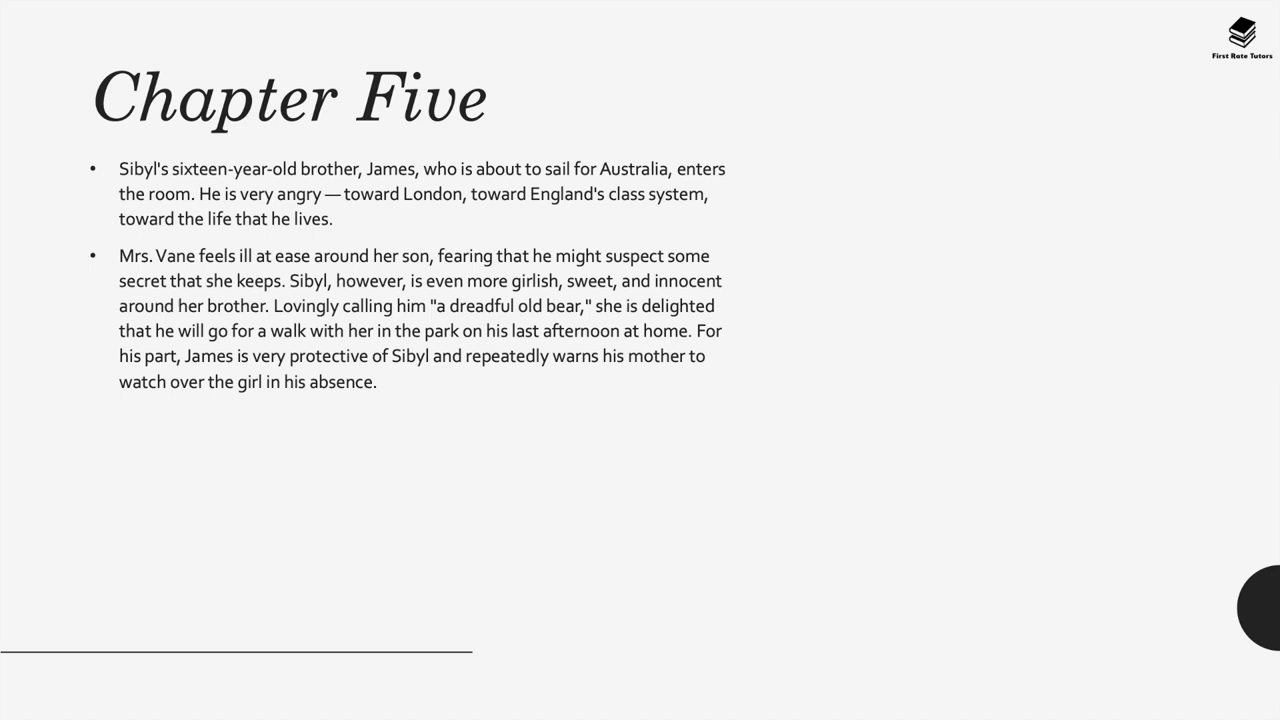 First Rate Tutors
Chapter Five
• Sibyl's sixteen-year-old brother, James, who is about to sail for Australia, enters
the room. He is very angry — toward London, toward England's class system,
toward the life that he lives.
• Mrs. Vane feels ill at ease around her son, fearing that he might suspect some
secret that she keeps. Sibyl, however, is even more girlish, sweet, and innocent
around her brother. Lovingly calling him "a dreadful old bear," she is delighted
that he will go for a walk with her in the park on his last afternoon at home. For
his part, James is very protective of Sibyl and repeatedly warns his mother to
watch over the girl in his absence.